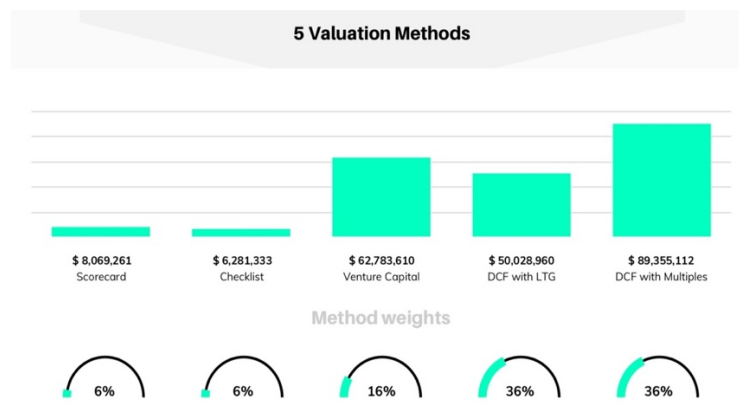 5 Valuation Methods
$ 8,069,261
Scorecard
$ 6,281,333
Checklist
$ 62,783,610
Venture Capital
$ 50,028,960
DCF with LTG
$ 89,355,112
DCF with Multiples
Method weights
6%
6%
16%
36%
36%